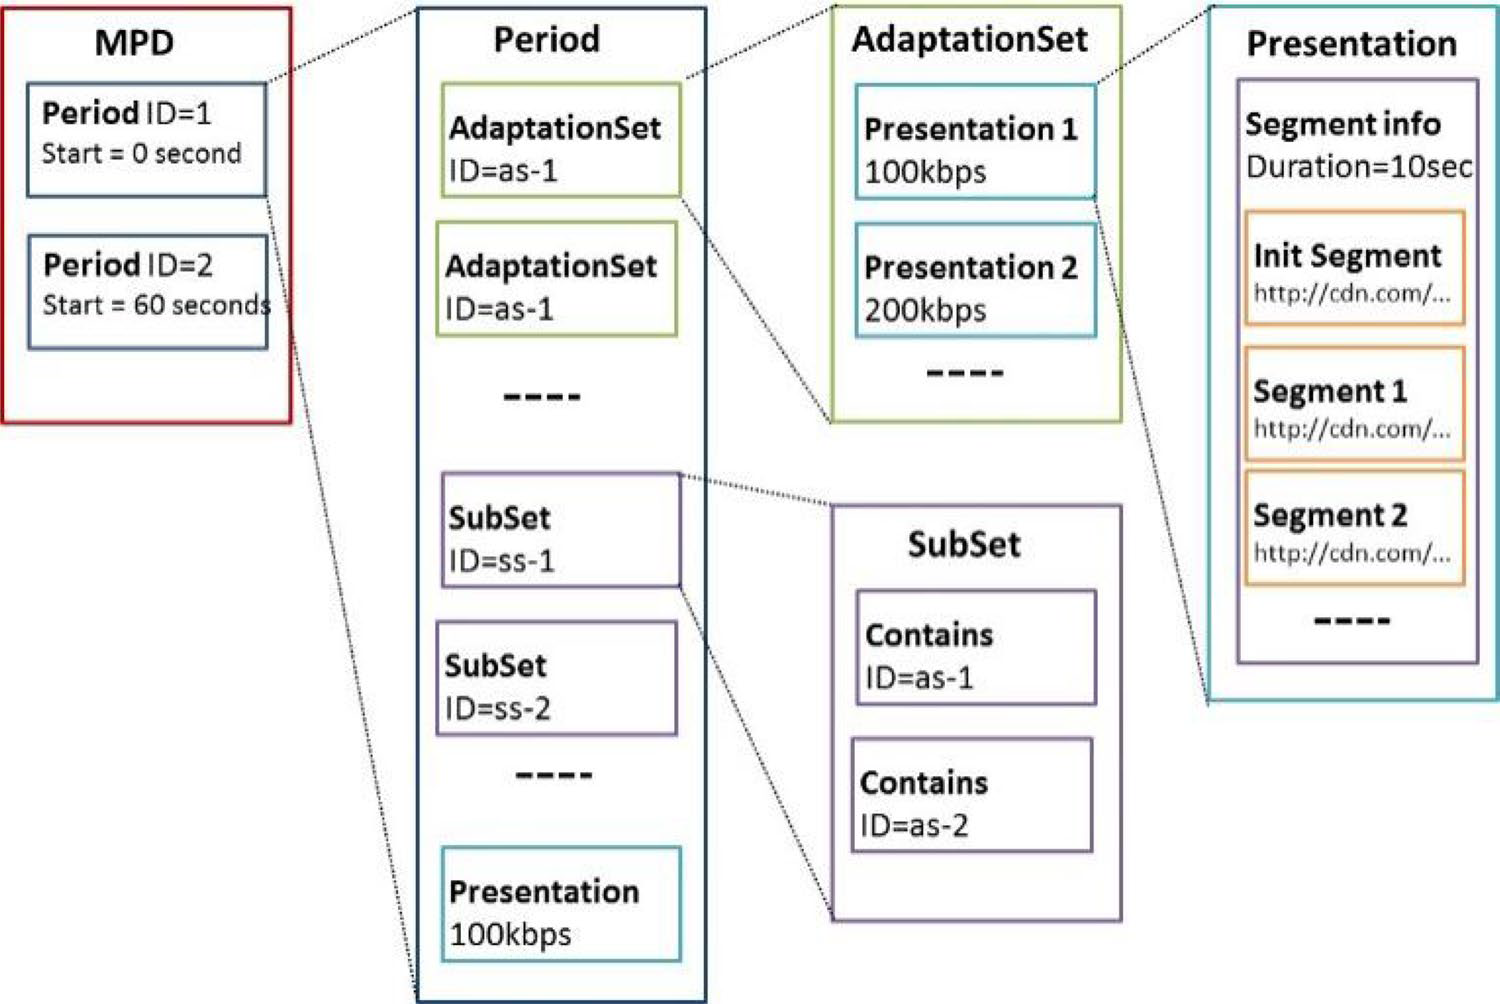 MPD
Period ID=1
Start = 0 second
Period ID=2
Start = 60 seconds
Period
AdaptationSet
ID=as-1
AdaptationSet
ID=as-1
----
SubSet
ID=ss-1
SubSet
ID=ss-2
----
Presentation
100kbps
AdaptationSet
Presentation 1
100kbps
Presentation 2
200kbps
----
SubSet
Contains
ID=as-1
Contains
ID=as-2
Presentation
Segment info
Duration=10sec
Init Segment
http://cdn.com/...
Segment 1
http://cdn.com/...
Segment 2
http://cdn.com/...
----